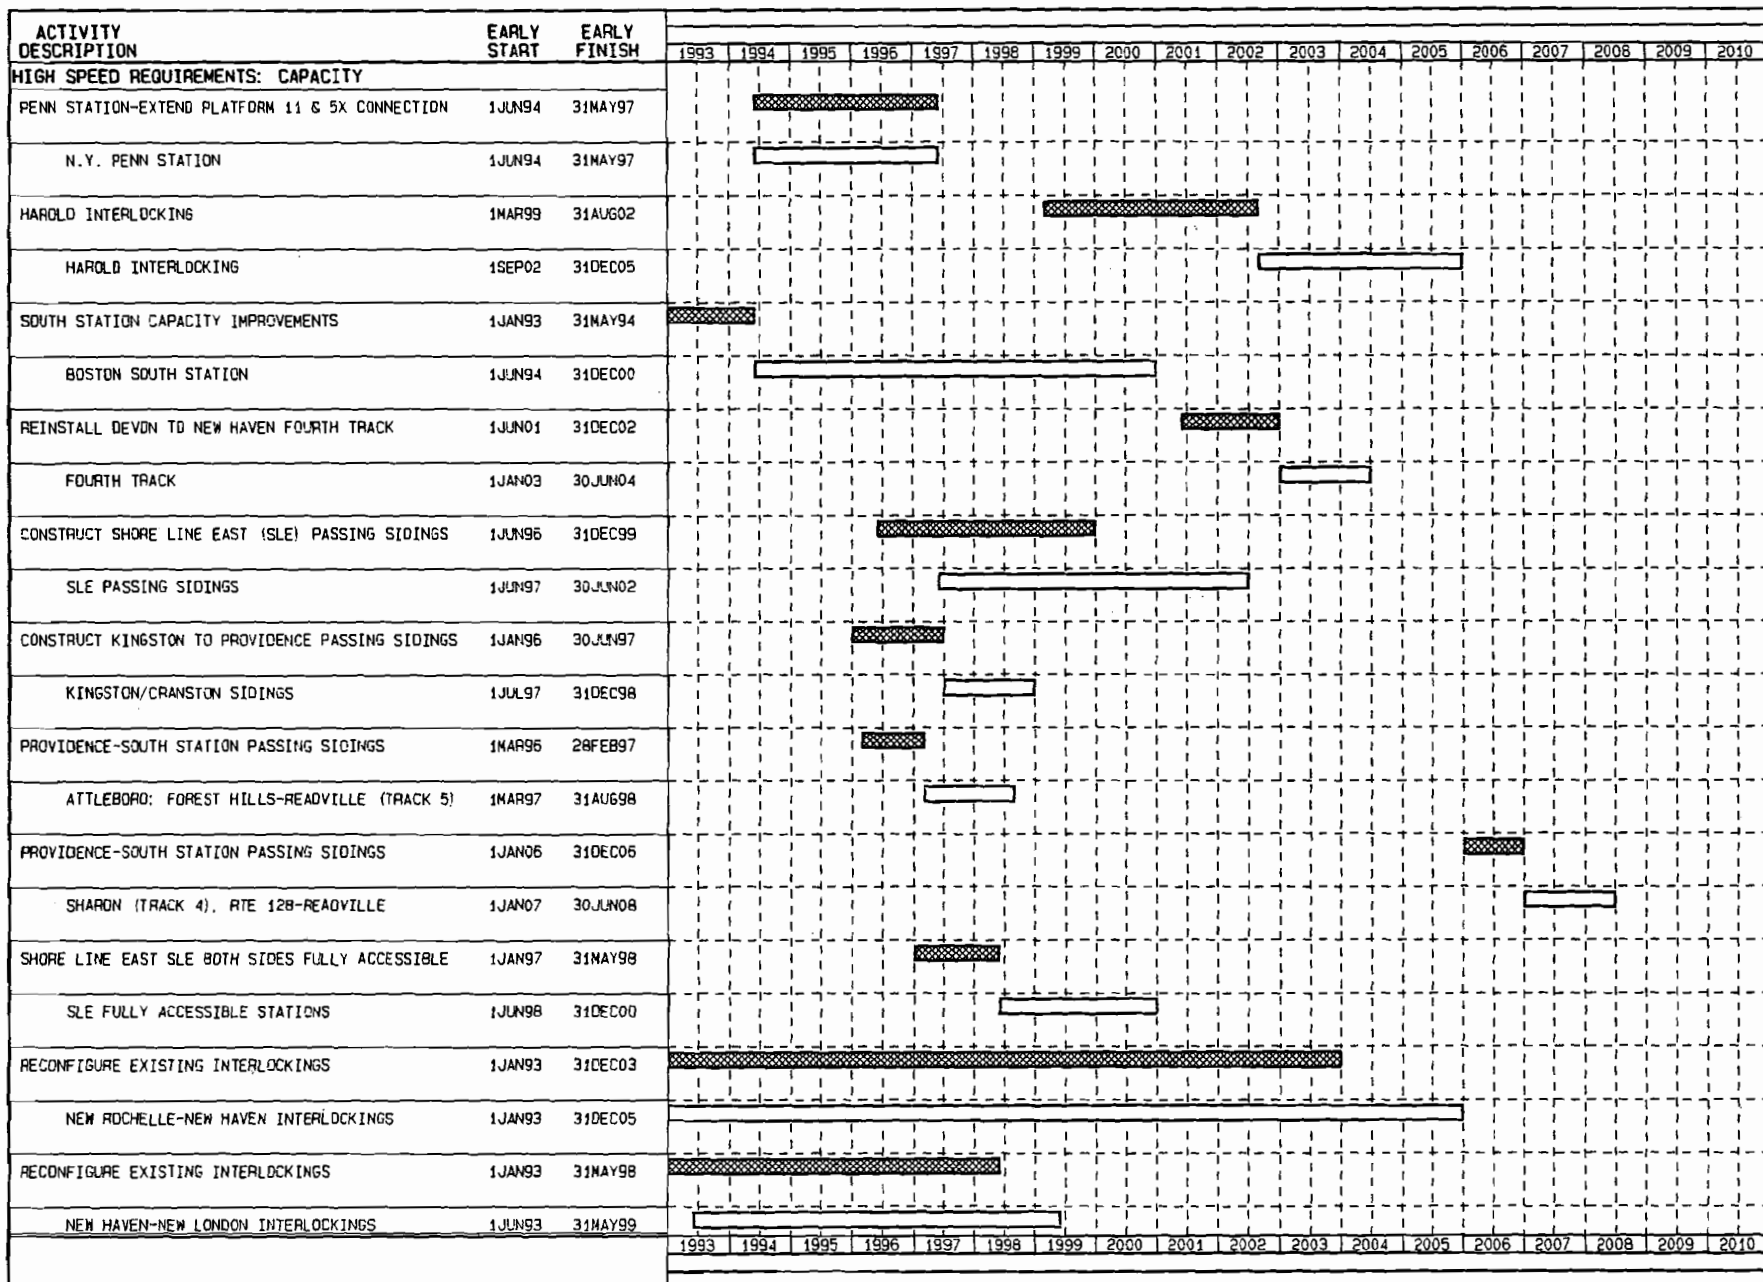 ACTIVITY DESCRIPTION EARLY START EARLY FINISH
1993 1994 1995 1996 1997 1998 1999 2000 2001 2002 2003 2004 2005 2006 2007 2008 2009 2010
HIGH SPEED REQUIREMENTS: CAPACITY
PENN STATION-EXTEND PLATFORM 11 & 5X CONNECTION 1JUN94 31MAY97
N.Y. PENN STATION 1JUN94 31MAY97
HAROLD INTERLOCKING 1MAR99 31AUG02
HAROLD INTERLOCKING 1SEP02 31DEC05
SOUTH STATION CAPACITY IMPROVEMENTS 1JAN93 31MAY94
BOSTON SOUTH STATION 1JUN94 31DEC00
REINSTALL DEVON TO NEW HAVEN FOURTH TRACK 1JUN01 31DEC02
FOURTH TRACK 1JAN03 30JUN04
CONSTRUCT SHORE LINE EAST (SLE) PASSING SIDINGS 1JUN96 31DEC99
SLE PASSING SIDINGS 1JUN97 30JUN02
CONSTRUCT KINGSTON TO PROVIDENCE PASSING SIDINGS 1JAN96 30JUN97
KINGSTON/CRANSTON SIDINGS 1JUL97 31DEC98
PROVIDENCE-SOUTH STATION PASSING SIDINGS 1MAR96 28FEB97
ATTLEBORO: FOREST HILLS-READVILLE (TRACK 5) 1MAR97 31AUG98
PROVIDENCE-SOUTH STATION PASSING SIDINGS 1JAN06 31DEC06
SHARON (TRACK 4), RTE 128-READVILLE 1JAN07 30JUN08
SHORE LINE EAST SLE BOTH SIDES FULLY ACCESSIBLE 1JAN97 31MAY98
SLE FULLY ACCESSIBLE STATIONS 1JUN98 31DEC00
RECONFIGURE EXISTING INTERLOCKINGS 1JAN93 31DEC03
NEW ROCHELLE-NEW HAVEN INTERLOCKINGS 1JAN93 31DEC05
RECONFIGURE EXISTING INTERLOCKINGS 1JAN93 31MAY98
NEW HAVEN-NEW LONDON INTERLOCKINGS 1JUN93 31MAY99
1993 1994 1995 1996 1997 1998 1999 2000 2001 2002 2003 2004 2005 2006 2007 2008 2009 2010